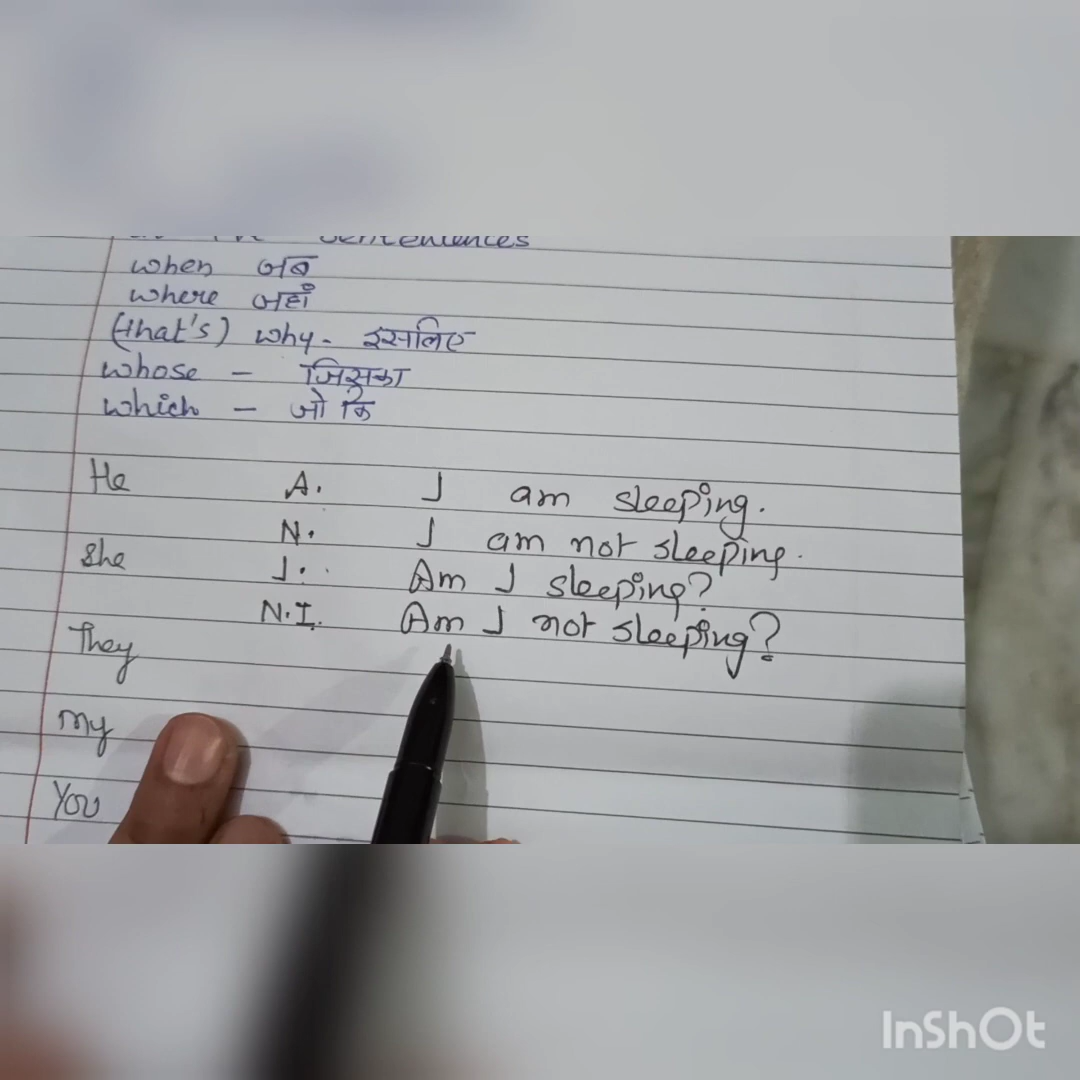 sentenences
when जब
where जहाँ
(that's) why- इसलिए
whose - जिसका
which - जो कि
He A. I am sleeping.
N. I am not sleeping.
She I. Am I sleeping?
N.I. Am I not sleeping?
They
My
You
InShOt